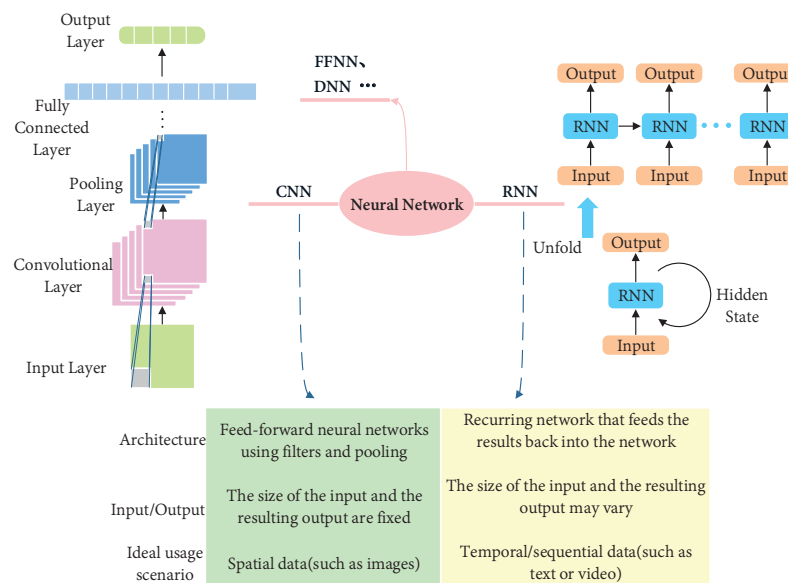 Output
Layer
Fully
Connected
Layer
Pooling
Layer
Convolutional
Layer
Input Layer
FFNN、
DNN ···
CNN
Neural Network
RNN
Output
Output
Output
RNN
RNN
RNN
Input
Input
Input
Unfold
Output
RNN
Input
Hidden
State
Architecture
Feed-forward neural networks
using filters and pooling
Recurring network that feeds the
results back into the network
Input/Output
The size of the input and the
resulting output are fixed
The size of the input and the resulting
output may vary
Ideal usage
scenario
Spatial data(such as images)
Temporal/sequential data(such as
text or video)